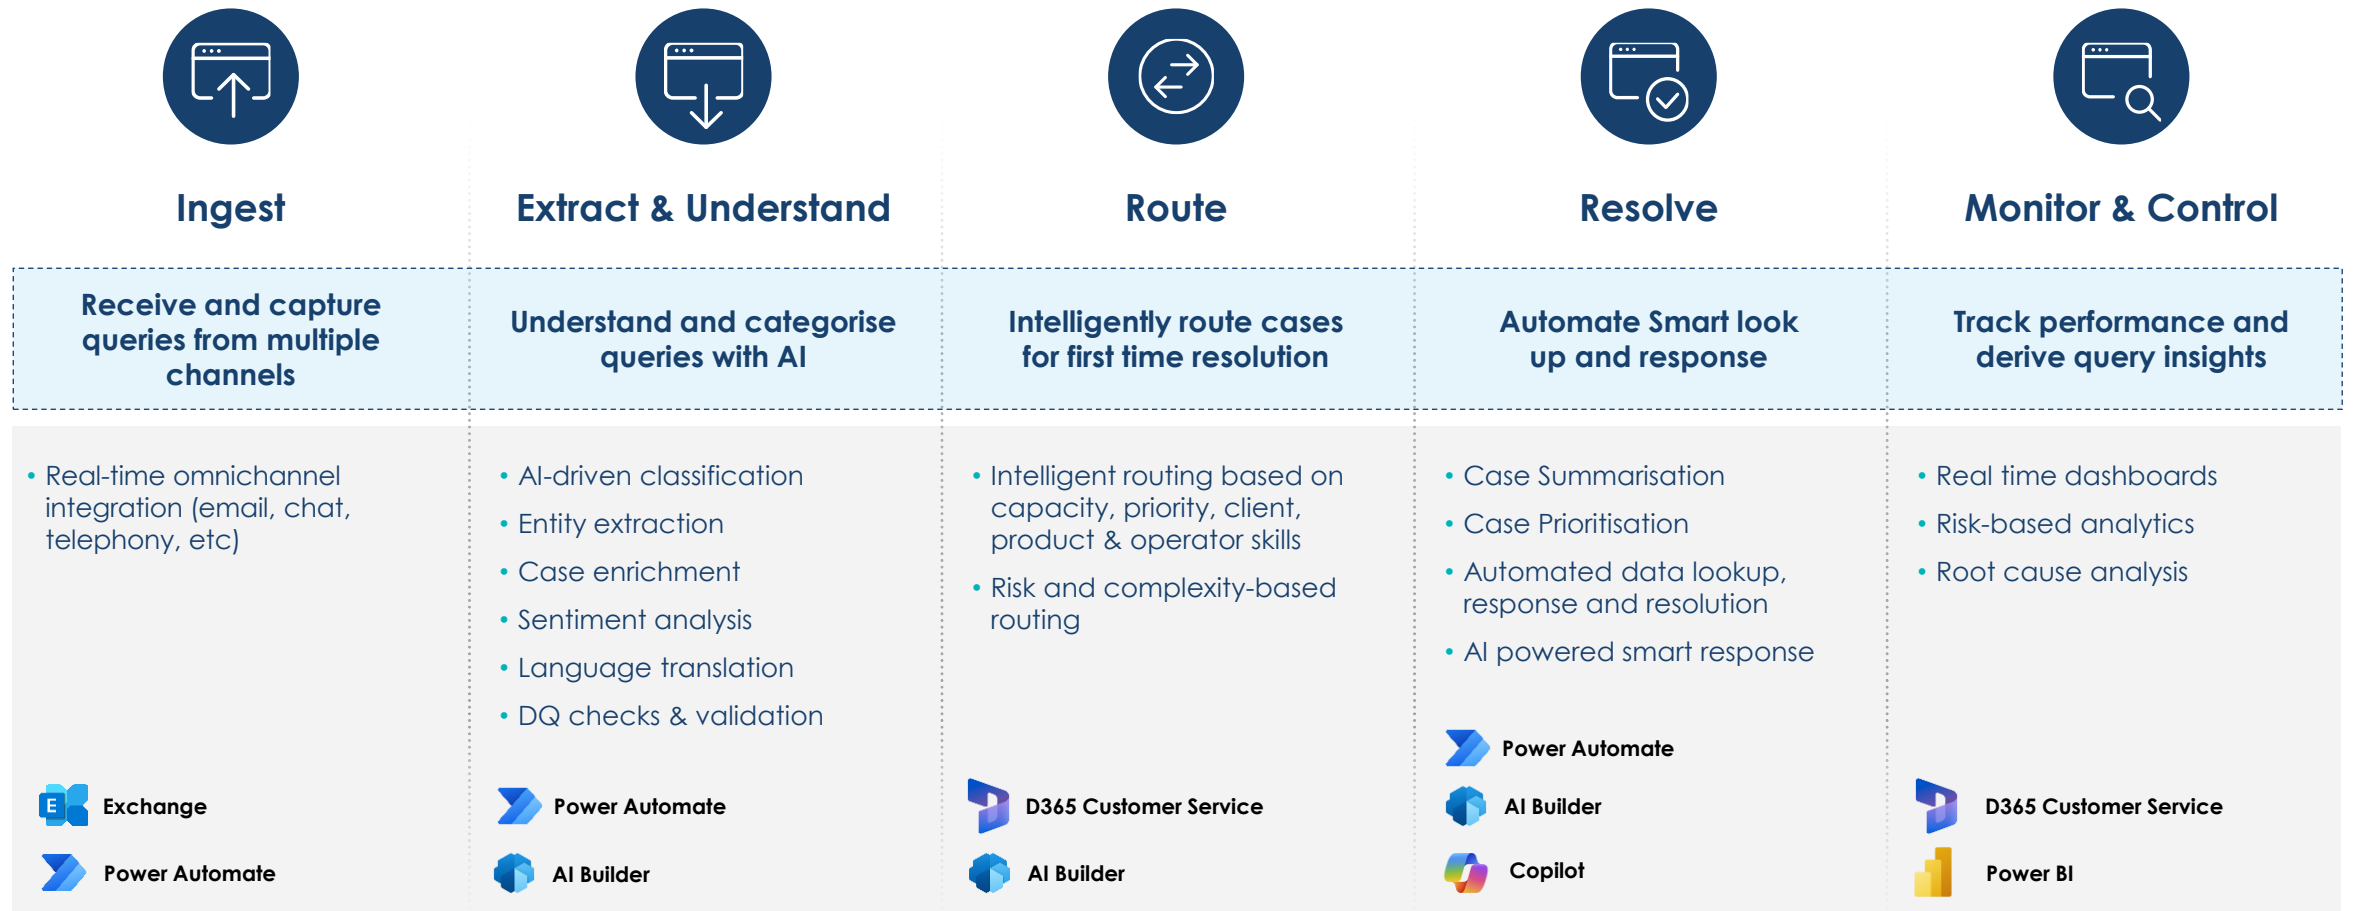 Ingest
Extract & Understand
Route
Resolve
Monitor & Control
Receive and capture
queries from multiple
channels
Understand and categorise
queries with AI
Intelligently route cases
for first time resolution
Automate Smart look
up and response
Track performance and
derive query insights
• Real-time omnichannel
integration (email, chat,
telephony, etc)
E Exchange
Power Automate
• AI-driven classification
• Entity extraction
• Case enrichment
• Sentiment analysis
• Language translation
• DQ checks & validation
Power Automate
AI Builder
• Intelligent routing based on
capacity, priority, client,
product & operator skills
• Risk and complexity-based
routing
D365 Customer Service
AI Builder
• Case Summarisation
• Case Prioritisation
• Automated data lookup,
response and resolution
• AI powered smart response
Power Automate
AI Builder
Copilot
• Real time dashboards
• Risk-based analytics
• Root cause analysis
D365 Customer Service
Power BI